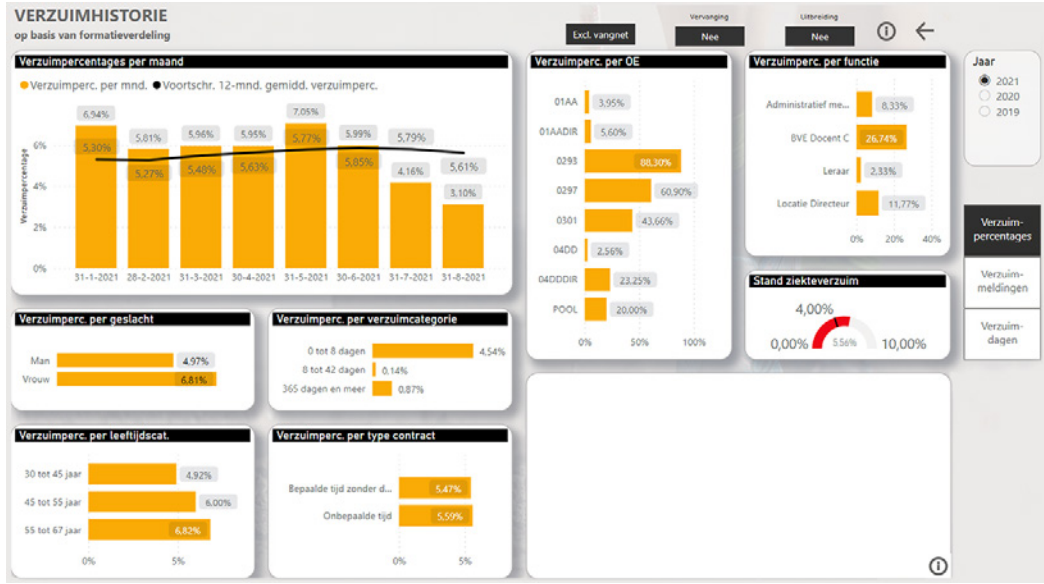 VERZUIMHISTORIE
op basis van formatieverdeling
Excl. vangnet
Vervanging
Nee
Uitbreiding
Nee
Verzuimpercentages per maand
Verzuimperc. per mnd. Voortschr. 12-mnd. gemidd. verzuimperc.
Verzuimpercentage
6%
4%
2%
0%
6,94%
5,81%
5,96%
5,95%
7,05%
5,99%
5,79%
5,30%
5,27%
5,48%
5,63%
5,77%
5,85%
4,16%
5,61%
3,10%
31-1-2021 28-2-2021 31-3-2021 30-4-2021 31-5-2021 30-6-2021 31-7-2021 31-8-2021
Verzuimperc. per OE
01AA 3,95%
01AADIR 5,60%
0293 88,30%
0297 60,90%
0301 43,66%
04DD 2,56%
04DDDIR 23,25%
POOL 20,00%
0% 50% 100%
Verzuimperc. per functie
Administratief me... 8,33%
BVE Docent C 26,74%
Leraar 2,33%
Locatie Directeur 11,77%
0% 20% 40%
Jaar
2021
2020
2019
Verzuim-
percentages
Verzuim-
meldingen
Verzuim-
dagen
Stand ziekteverzuim
4,00%
0,00% 5,56% 10,00%
Verzuimperc. per geslacht
Man 4,97%
Vrouw 6,81%
Verzuimperc. per verzuimcategorie
0 tot 8 dagen 4,54%
8 tot 42 dagen 0,14%
365 dagen en meer 0,87%
Verzuimperc. per leeftijdscat.
30 tot 45 jaar 4,92%
45 tot 55 jaar 6,00%
55 tot 67 jaar 6,82%
0% 5%
Verzuimperc. per type contract
Bepaalde tijd zonder d... 5,47%
Onbepaalde tijd 5,59%
0% 5%